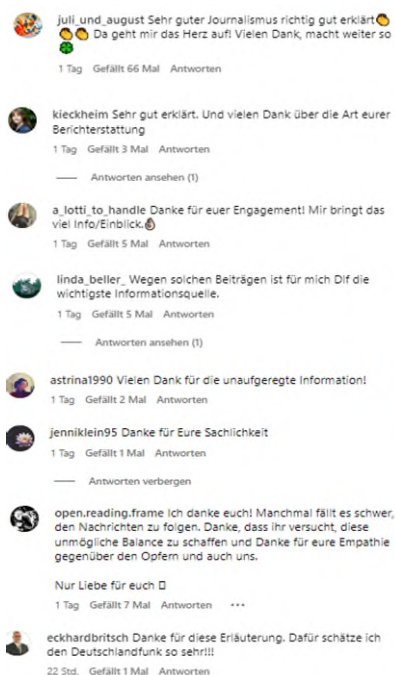 juli_und_august Sehr guter Journalismus richtig gut erklärt👏
👏👏 Da geht mir das Herz auf! Vielen Dank, macht weiter so
🍀
1 Tag Gefällt 66 Mal Antworten
kieckheim Sehr gut erklärt. Und vielen Dank über die Art eurer
Berichterstattung
1 Tag Gefällt 3 Mal Antworten
Antworten ansehen (1)
a_lotti_to_handle Danke für euer Engagement! Mir bringt das
viel Info/Einblick.👌🏻
1 Tag Gefällt 5 Mal Antworten
linda_beller_ Wegen solchen Beiträgen ist für mich Dlf die
wichtigste Informationsquelle.
1 Tag Gefällt 5 Mal Antworten
Antworten ansehen (1)
astrina1990 Vielen Dank für die unaufgeregte Information!
1 Tag Gefällt 2 Mal Antworten
jenniklein95 Danke für Eure Sachlichkeit
1 Tag Gefällt 1 Mal Antworten
Antworten verbergen
open.reading.frame Ich danke euch! Manchmal fällt es schwer,
den Nachrichten zu folgen. Danke, dass ihr versucht, diese
unmögliche Balance zu schaffen und Danke für eure Empathie
gegenüber den Opfern und auch uns.
Nur Liebe für euch ▯
1 Tag Gefällt 7 Mal Antworten •••
eckhardbritsch Danke für diese Erläuterung. Dafür schätze ich
den Deutschlandfunk so sehr!!!
22 Std. Gefällt 1 Mal Antworten